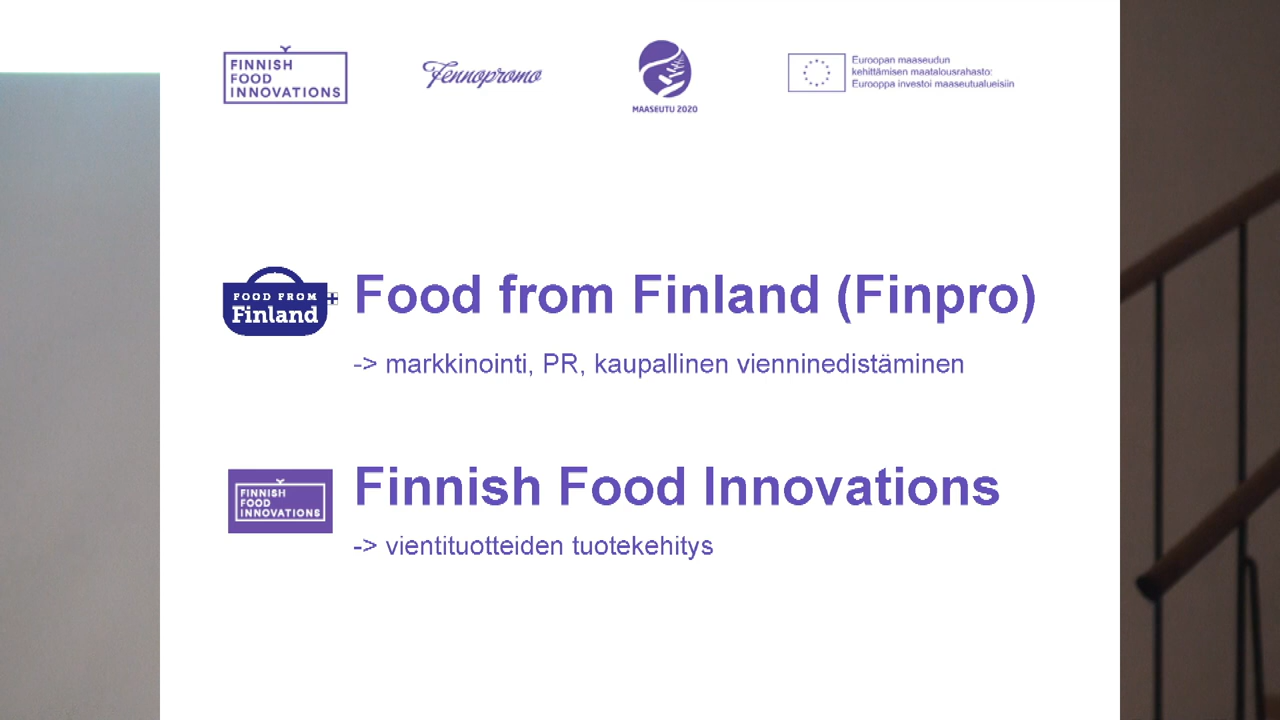 FINNISH
FOOD
INNOVATIONS
Fennopromo
MAASEUTU 2020
Euroopan maaseudun
kehittämisen maatalousrahasto:
Eurooppa investoi maaseutualueisiin
FOOD FROM
Finland
Food from Finland (Finpro)
-> markkinointi, PR, kaupallinen vienninedistäminen
FINNISH
FOOD
INNOVATIONS
Finnish Food Innovations
-> vientituotteiden tuotekehitys